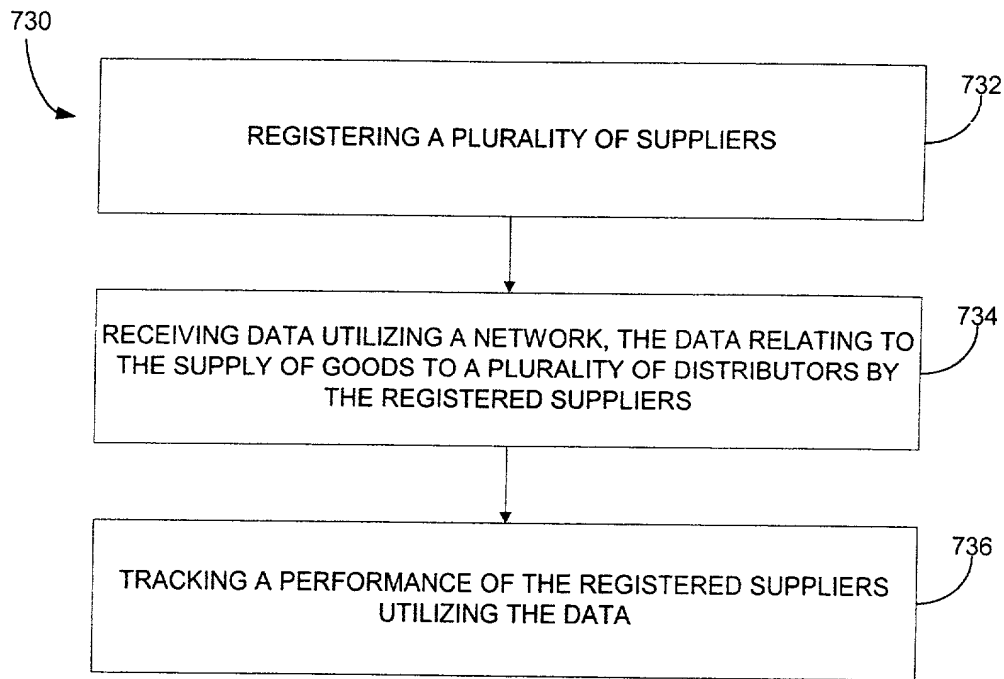 730
732
REGISTERING A PLURALITY OF SUPPLIERS
734
RECEIVING DATA UTILIZING A NETWORK, THE DATA RELATING TO
THE SUPPLY OF GOODS TO A PLURALITY OF DISTRIBUTORS BY
THE REGISTERED SUPPLIERS
736
TRACKING A PERFORMANCE OF THE REGISTERED SUPPLIERS
UTILIZING THE DATA